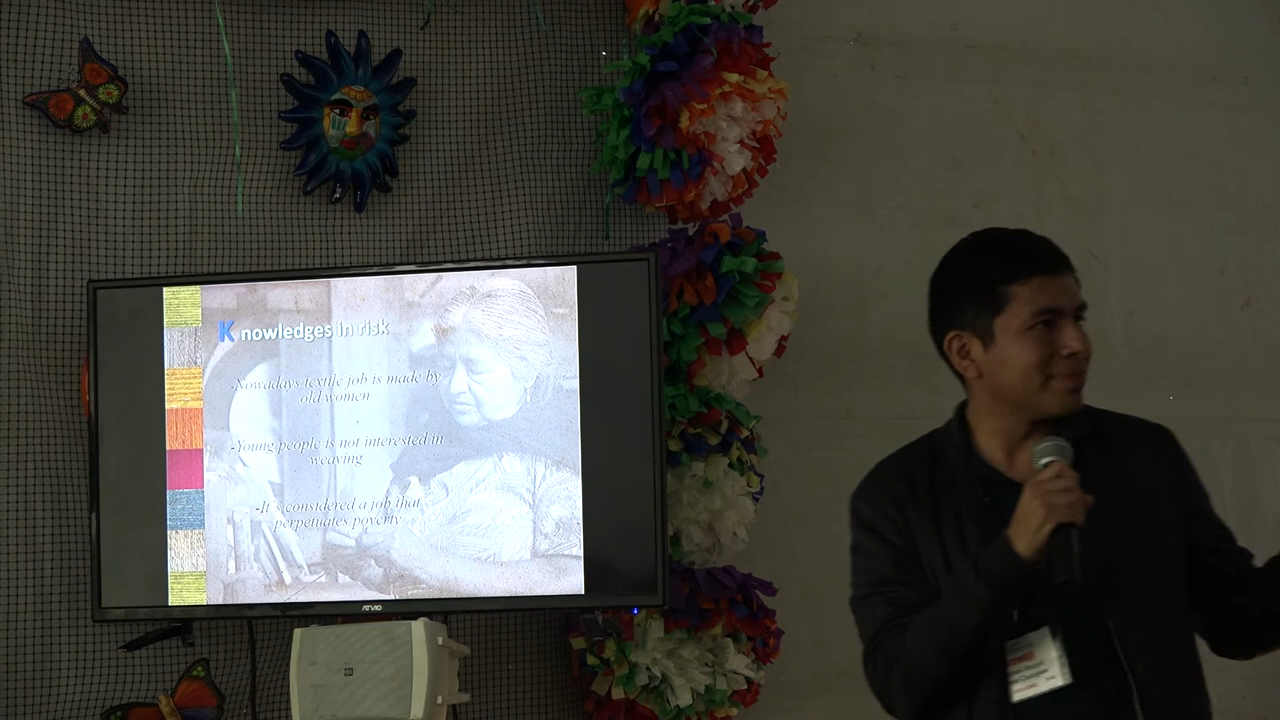 Knowledges in risk
-Nowadays textile job is made by
old women
-Young people is not interested in
weaving
-It´s considered a job that
perpetuates poverty
ATVIO